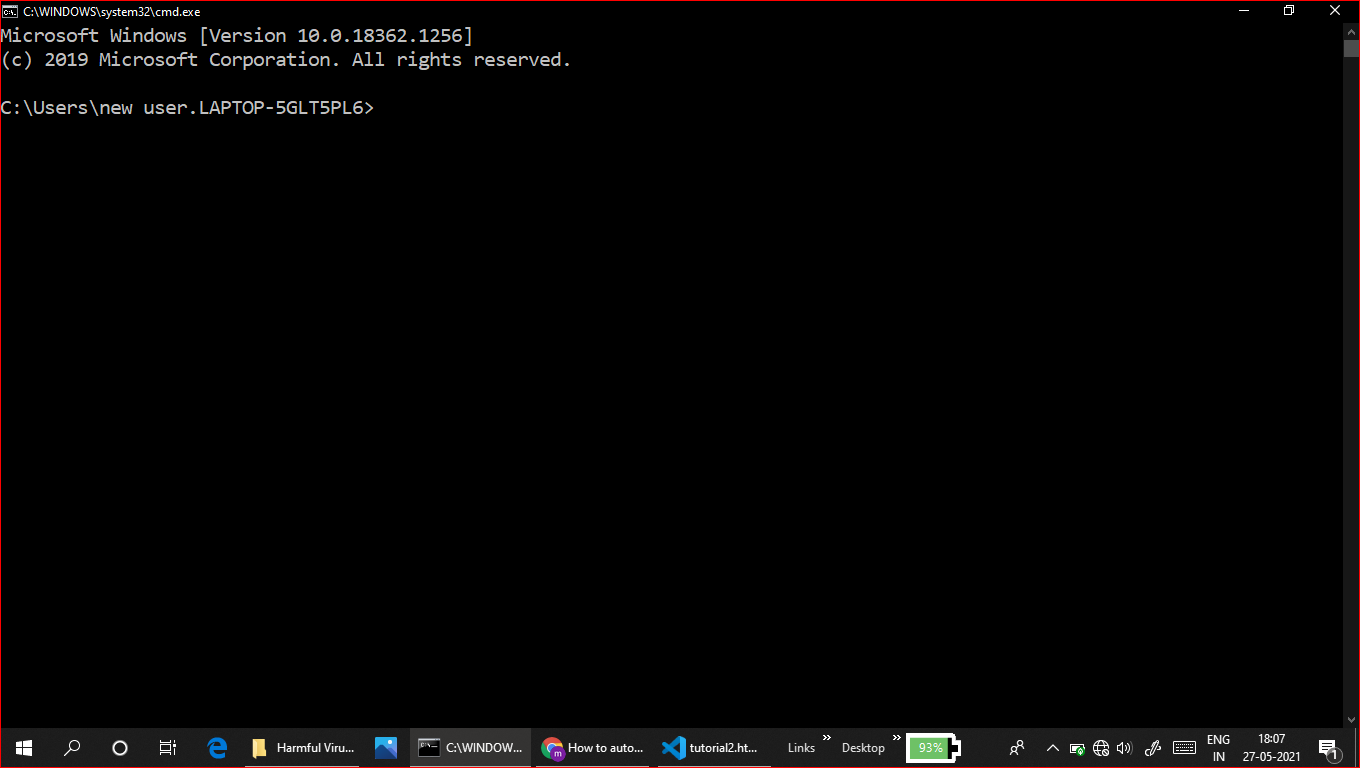 C:\WINDOWS\system32\cmd.exe
Microsoft Windows [Version 10.0.18362.1256]
(c) 2019 Microsoft Corporation. All rights reserved.
C:\Users\new user.LAPTOP-5GLT5PL6>
Harmful Viru...
C:\WINDOW...
How to auto...
tutorial2.ht...
Links
Desktop
93%
ENG
IN
18:07
27-05-2021
1